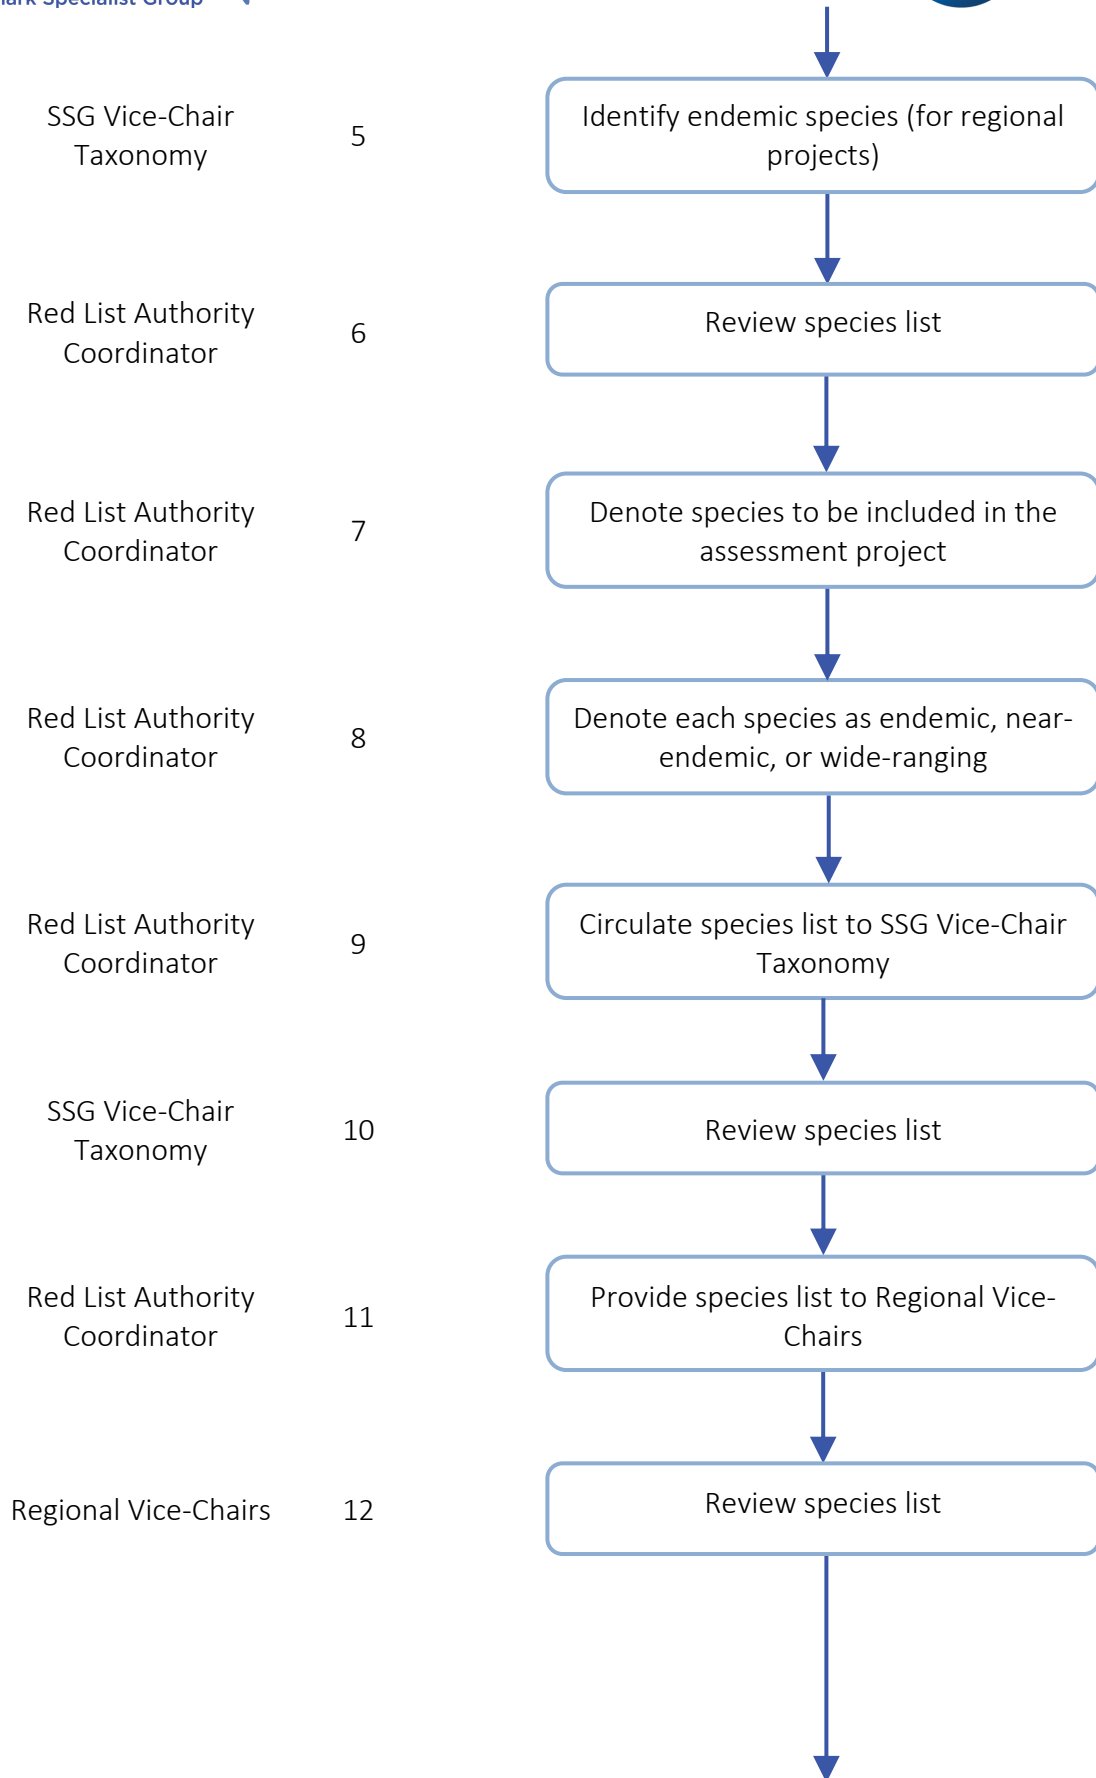 Specialist Group
SSG Vice-Chair
Taxonomy
5
Identify endemic species (for regional
projects)
Red List Authority
Coordinator
6
Review species list
Red List Authority
Coordinator
7
Denote species to be included in the
assessment project
Red List Authority
Coordinator
8
Denote each species as endemic, near-
endemic, or wide-ranging
Red List Authority
Coordinator
9
Circulate species list to SSG Vice-Chair
Taxonomy
SSG Vice-Chair
Taxonomy
10
Review species list
Red List Authority
Coordinator
11
Provide species list to Regional Vice-
Chairs
Regional Vice-Chairs
12
Review species list